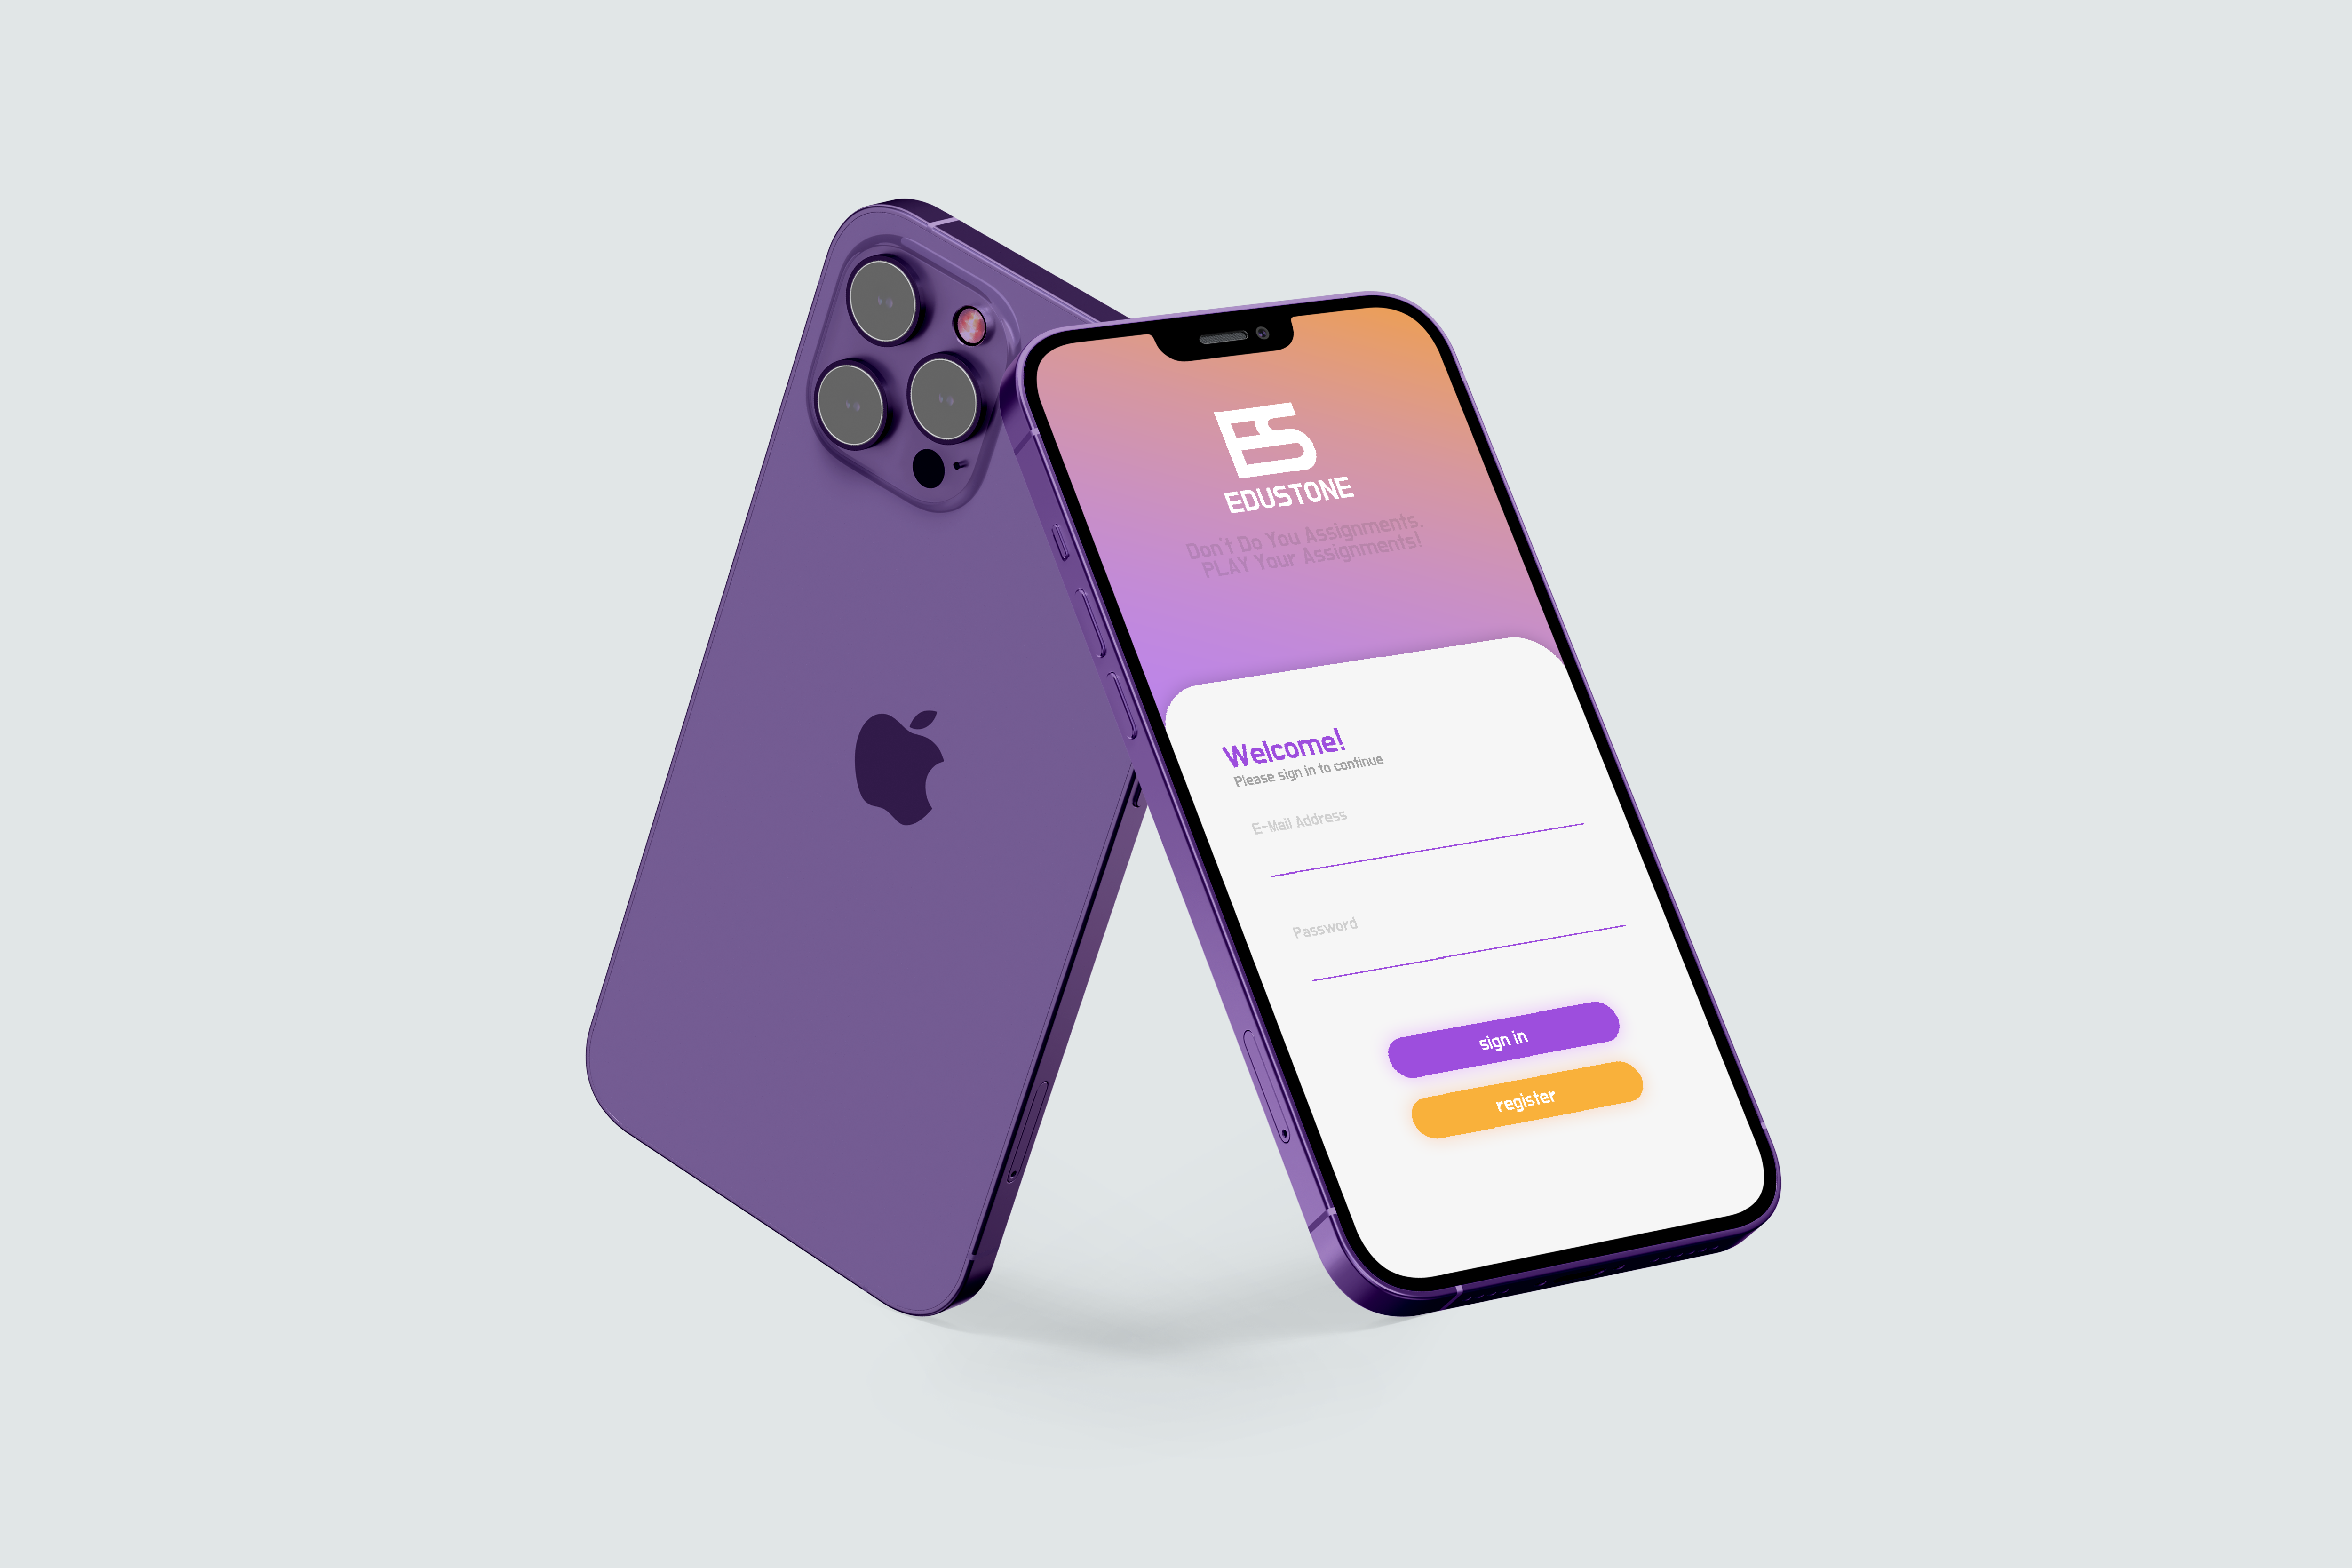 ES
EDUSTONE
Don't Do You Assignments.
PLAY Your Assignments!
Welcome!
Please sign in to continue
E-Mail Address
Password
sign in
register